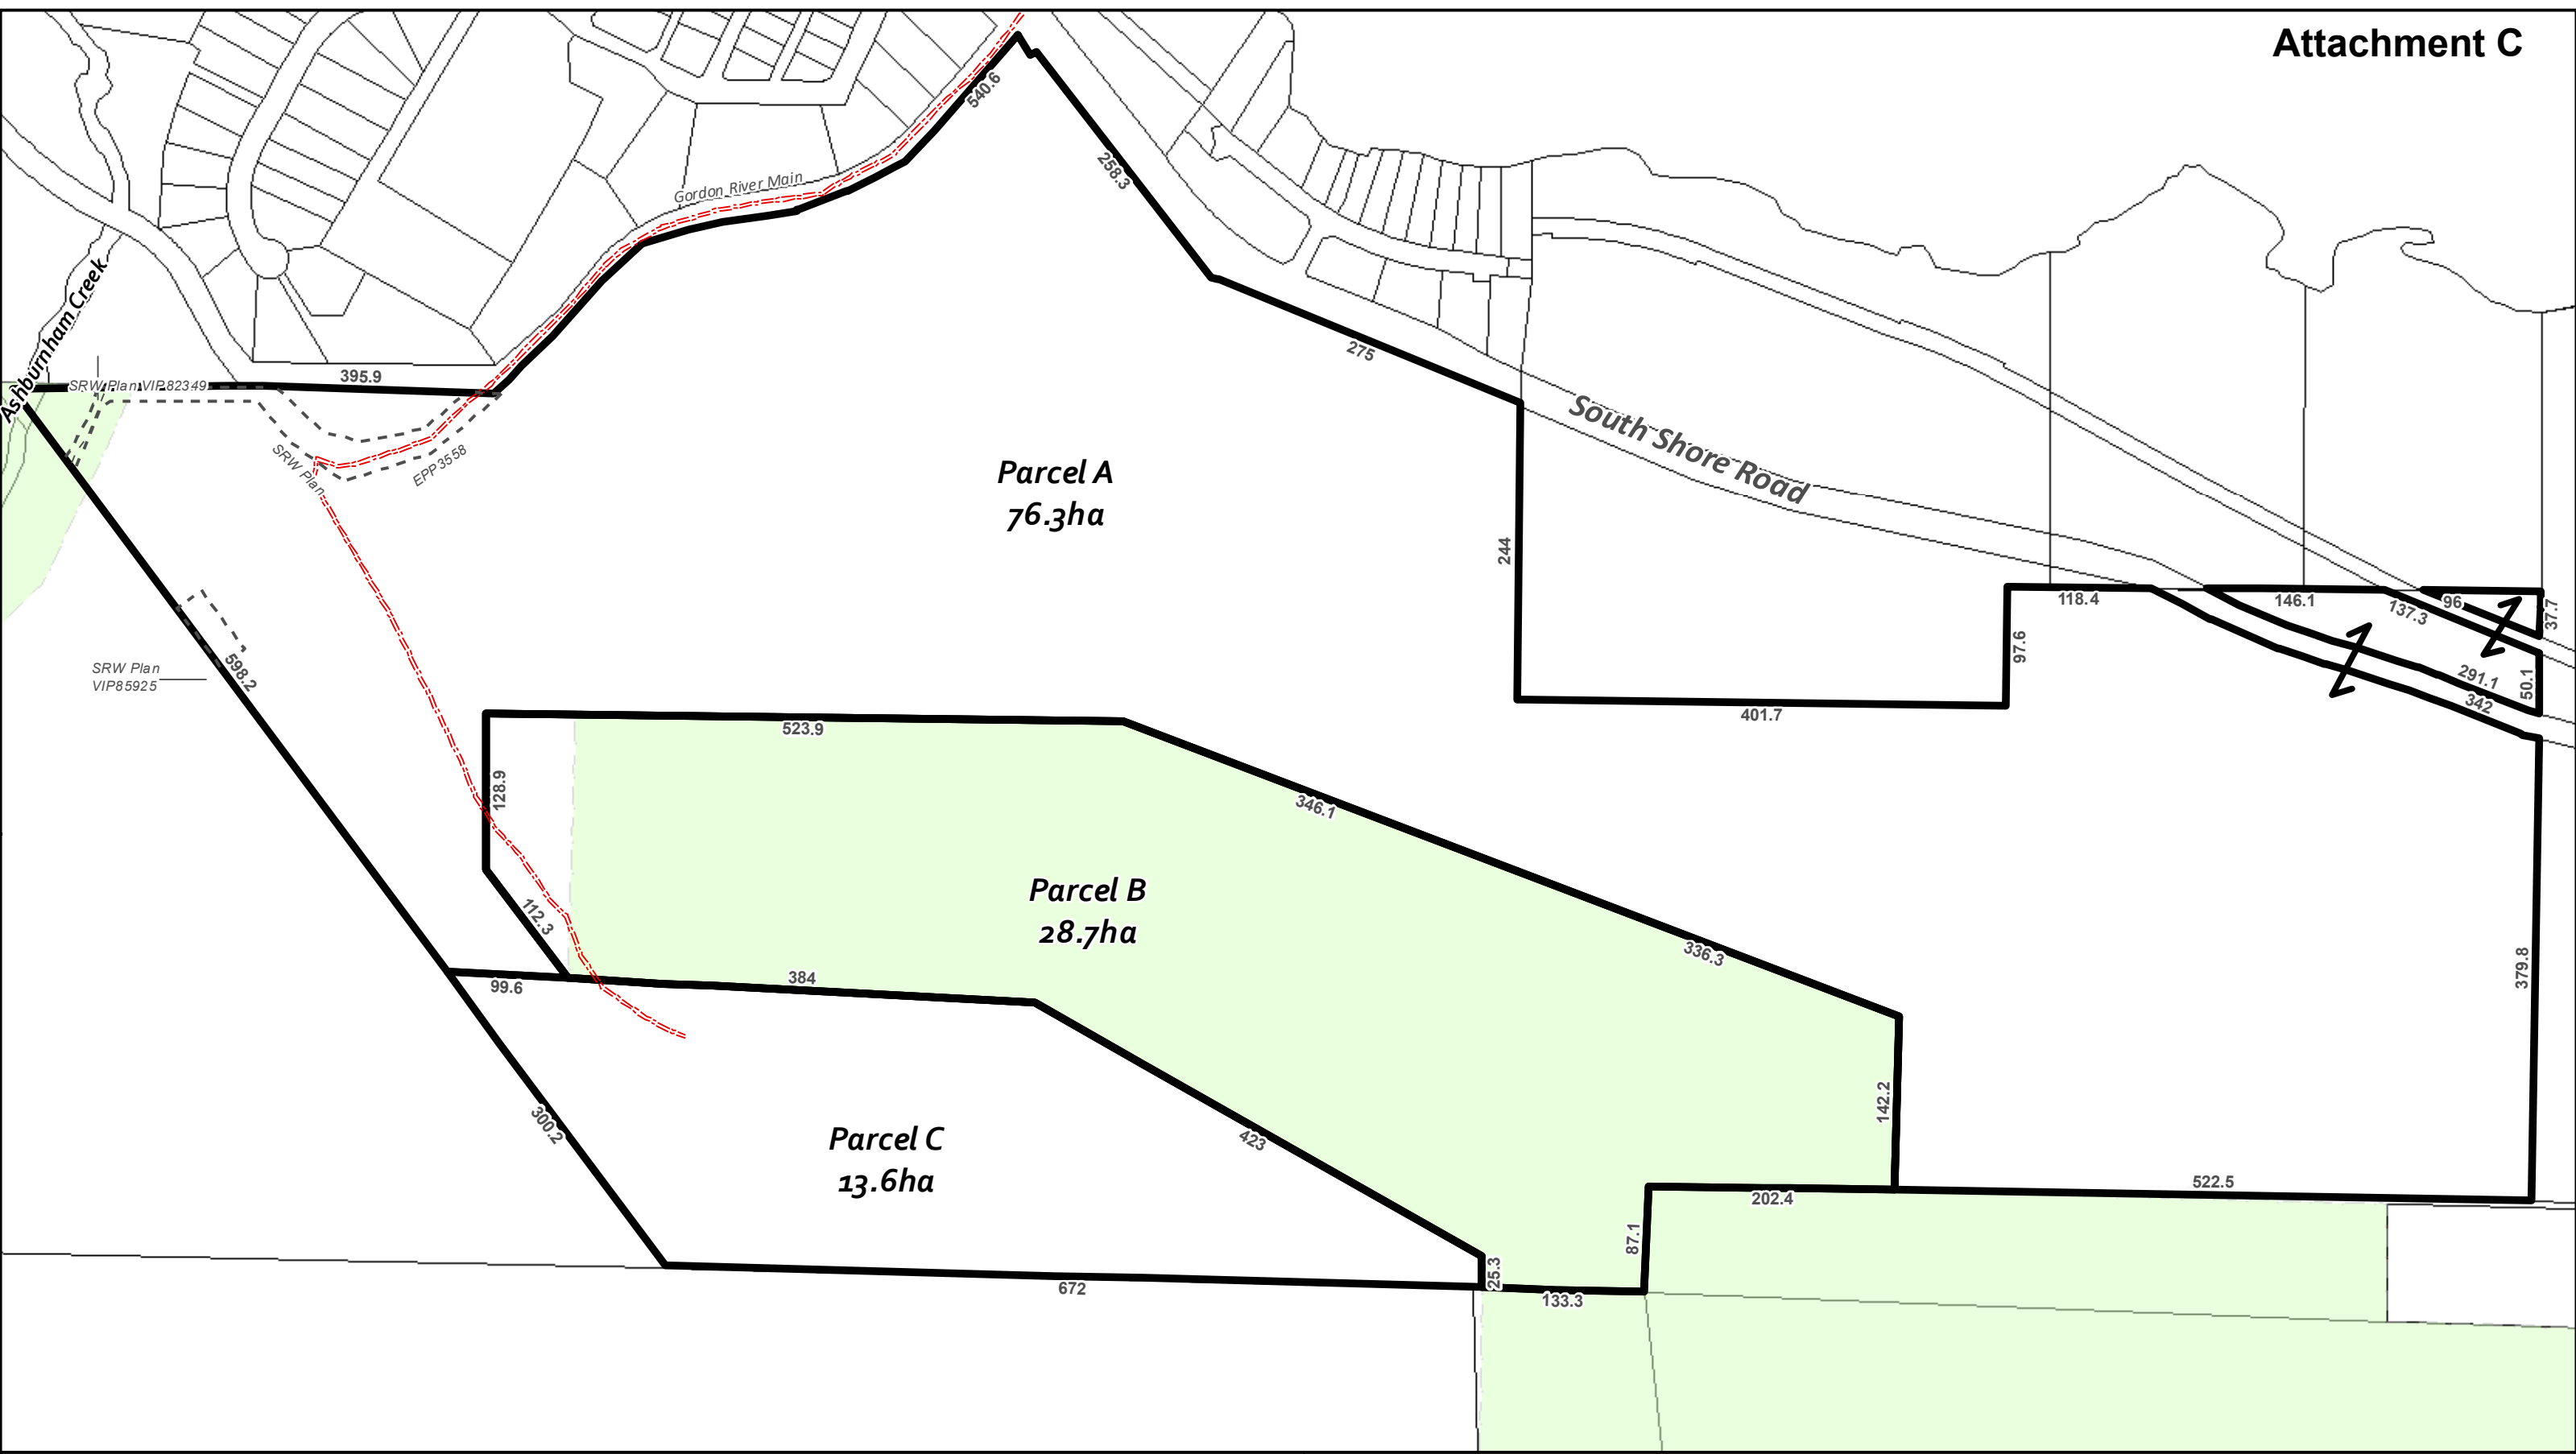 Attachment C
540.6
258.3
Gordon River Main
Ashburnham Creek
275
395.9
SRW Plan VIP82349
South Shore Road
SRW Plan
EPP3558
Parcel A
76.3ha
244
118.4
146.1
137.3
96
37.7
97.6
SRW Plan
VIP85925
598.2
291.1
342
50.1
401.7
523.9
128.9
346.1
Parcel B
28.7ha
112.3
336.3
379.8
384
99.6
142.2
300.2
Parcel C
13.6ha
423
522.5
202.4
87.1
25.3
672
133.3